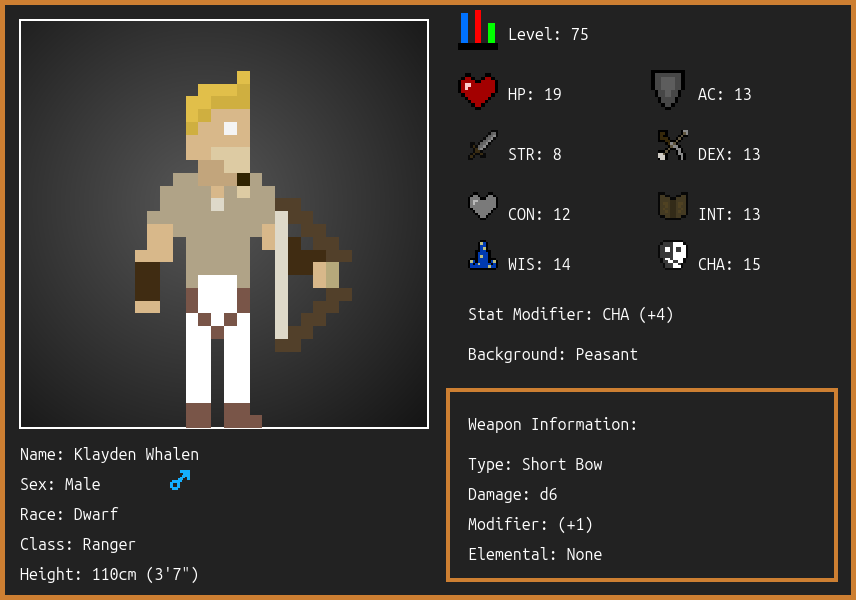 Level: 75
HP: 19
AC: 13
STR: 8
DEX: 13
CON: 12
INT: 13
WIS: 14
CHA: 15
Stat Modifier: CHA (+4)
Background: Peasant
Weapon Information:
Type: Short Bow
Damage: d6
Modifier: (+1)
Elemental: None
Name: Klayden Whalen
Sex: Male
Race: Dwarf
Class: Ranger
Height: 110cm (3'7")